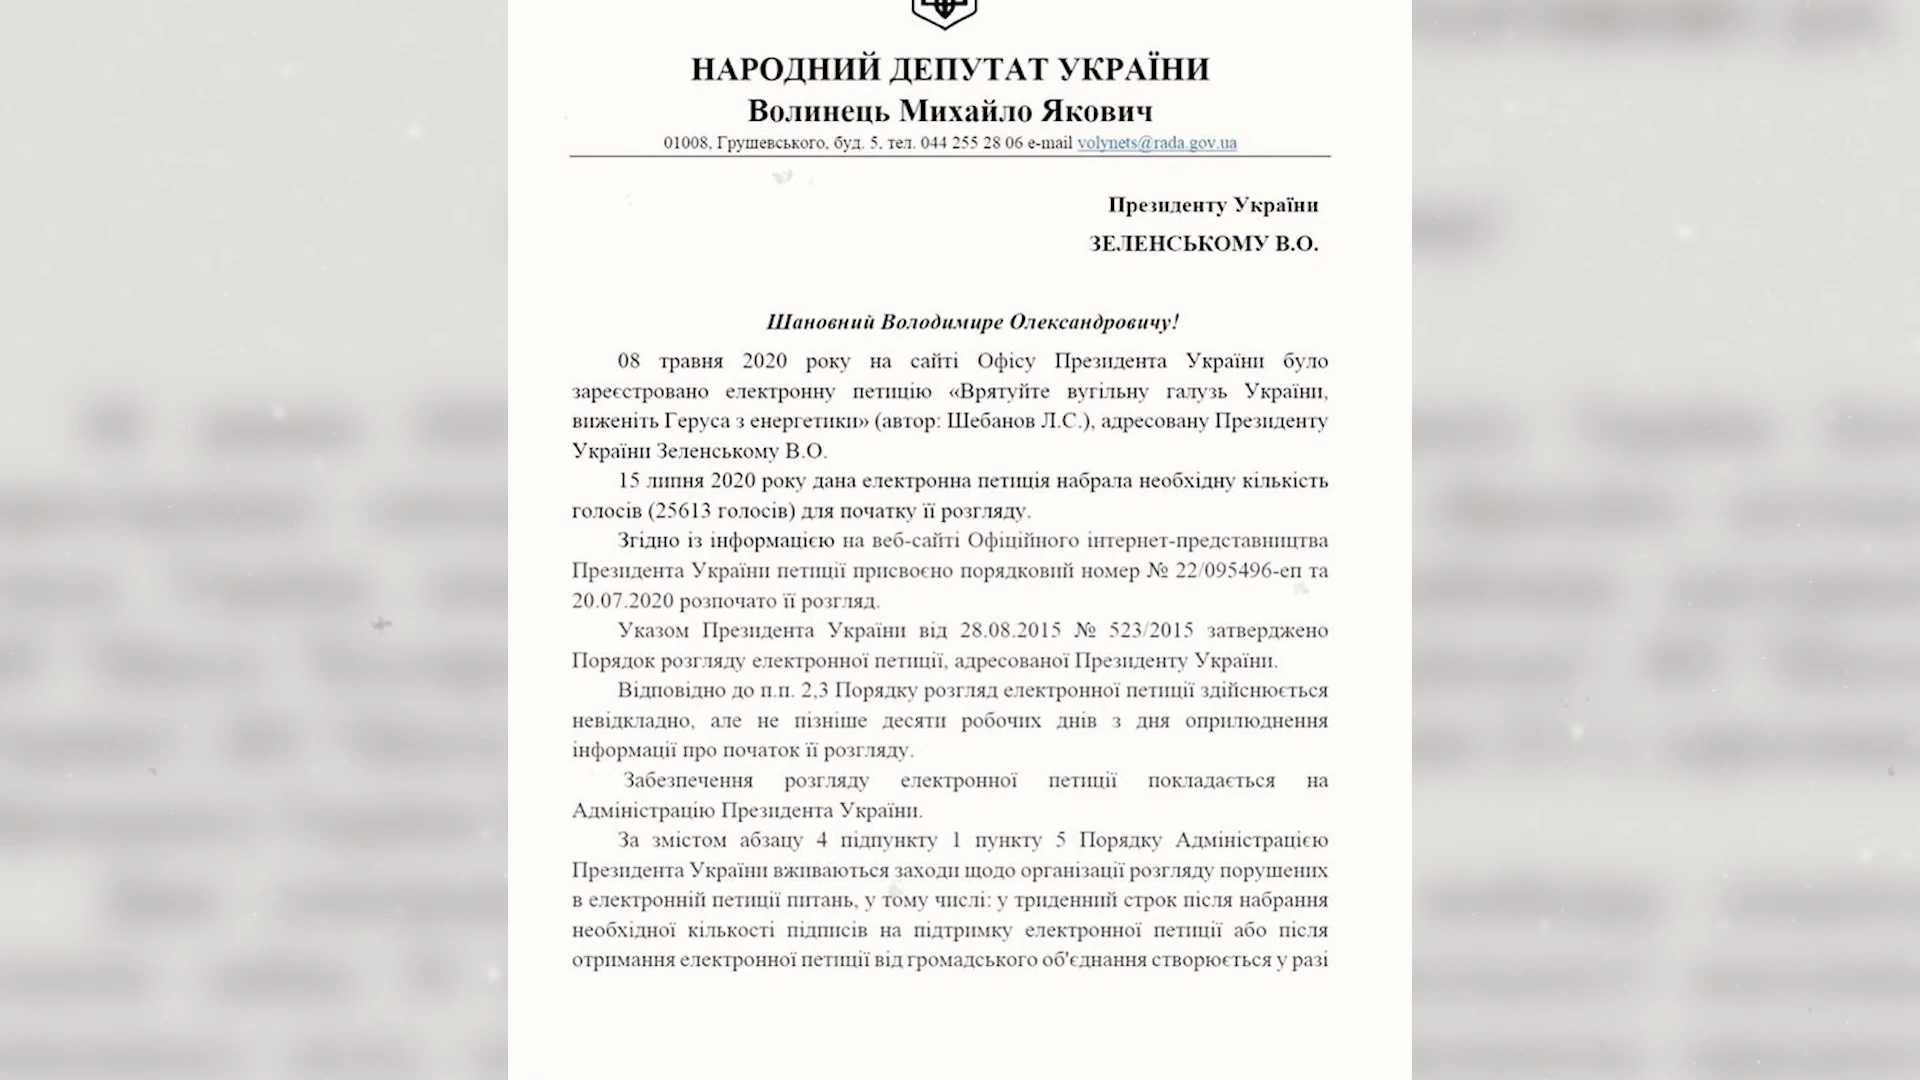 НАРОДНИЙ ДЕПУТАТ УКРАЇНИ
Волинець Михайло Якович
01008, Грушевського, буд. 5, тел. 044 255 28 06 e-mail volynets@rada.gov.ua
Президенту України
ЗЕЛЕНСЬКОМУ В.О.
Шановний Володимире Олександровичу!
08 травня 2020 року на сайті Офісу Президента України було
зареєстровано електронну петицію «Врятуйте вугільну галузь України,
виженіть Геруса з енергетики» (автор: Шебанов Л.С.), адресовану Президенту
України Зеленському В.О.
15 липня 2020 року дана електронна петиція набрала необхідну кількість
голосів (25613 голосів) для початку її розгляду.
Згідно із інформацією на веб-сайті Офіційного інтернет-представництва
Президента України петиції присвоєно порядковий номер № 22/095496-еп та
20.07.2020 розпочато її розгляд.
Указом Президента України від 28.08.2015 № 523/2015 затверджено
Порядок розгляду електронної петиції, адресованої Президенту України.
Відповідно до п.п. 2,3 Порядку розгляд електронної петиції здійснюється
невідкладно, але не пізніше десяти робочих днів з дня оприлюднення
інформації про початок її розгляду.
Забезпечення розгляду електронної петиції покладається на
Адміністрацію Президента України.
За змістом абзацу 4 підпункту 1 пункту 5 Порядку Адміністрацією
Президента України вживаються заходи щодо організації розгляду порушених
в електронній петиції питань, у тому числі: у триденний строк після набрання
необхідної кількості підписів на підтримку електронної петиції або після
отримання електронної петиції від громадського об'єднання створюється у разі